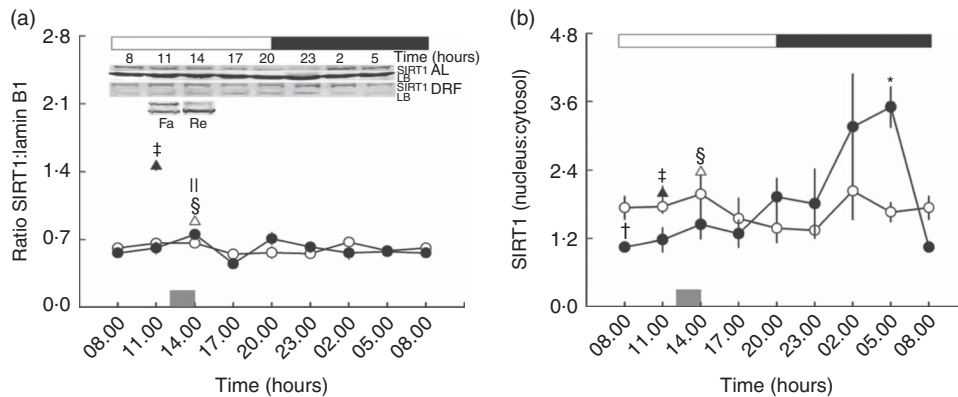 (a)
2·8
2·1
1·4
0·7
0·0
Ratio SIRT1:lamin B1
8 11 14 17 20 23 2 5 Time (hours)
SIRT1 AL
LB
SIRT1 DRF
LB
Fa Re
‡
||
§
08.00 11.00 14.00 17.00 20.00 23.00 02.00 05.00 08.00
Time (hours)
(b)
4·8
3·6
2·4
1·2
0·0
SIRT1 (nucleus:cytosol)
*
‡ §
†
08.00 11.00 14.00 17.00 20.00 23.00 02.00 05.00 08.00
Time (hours)